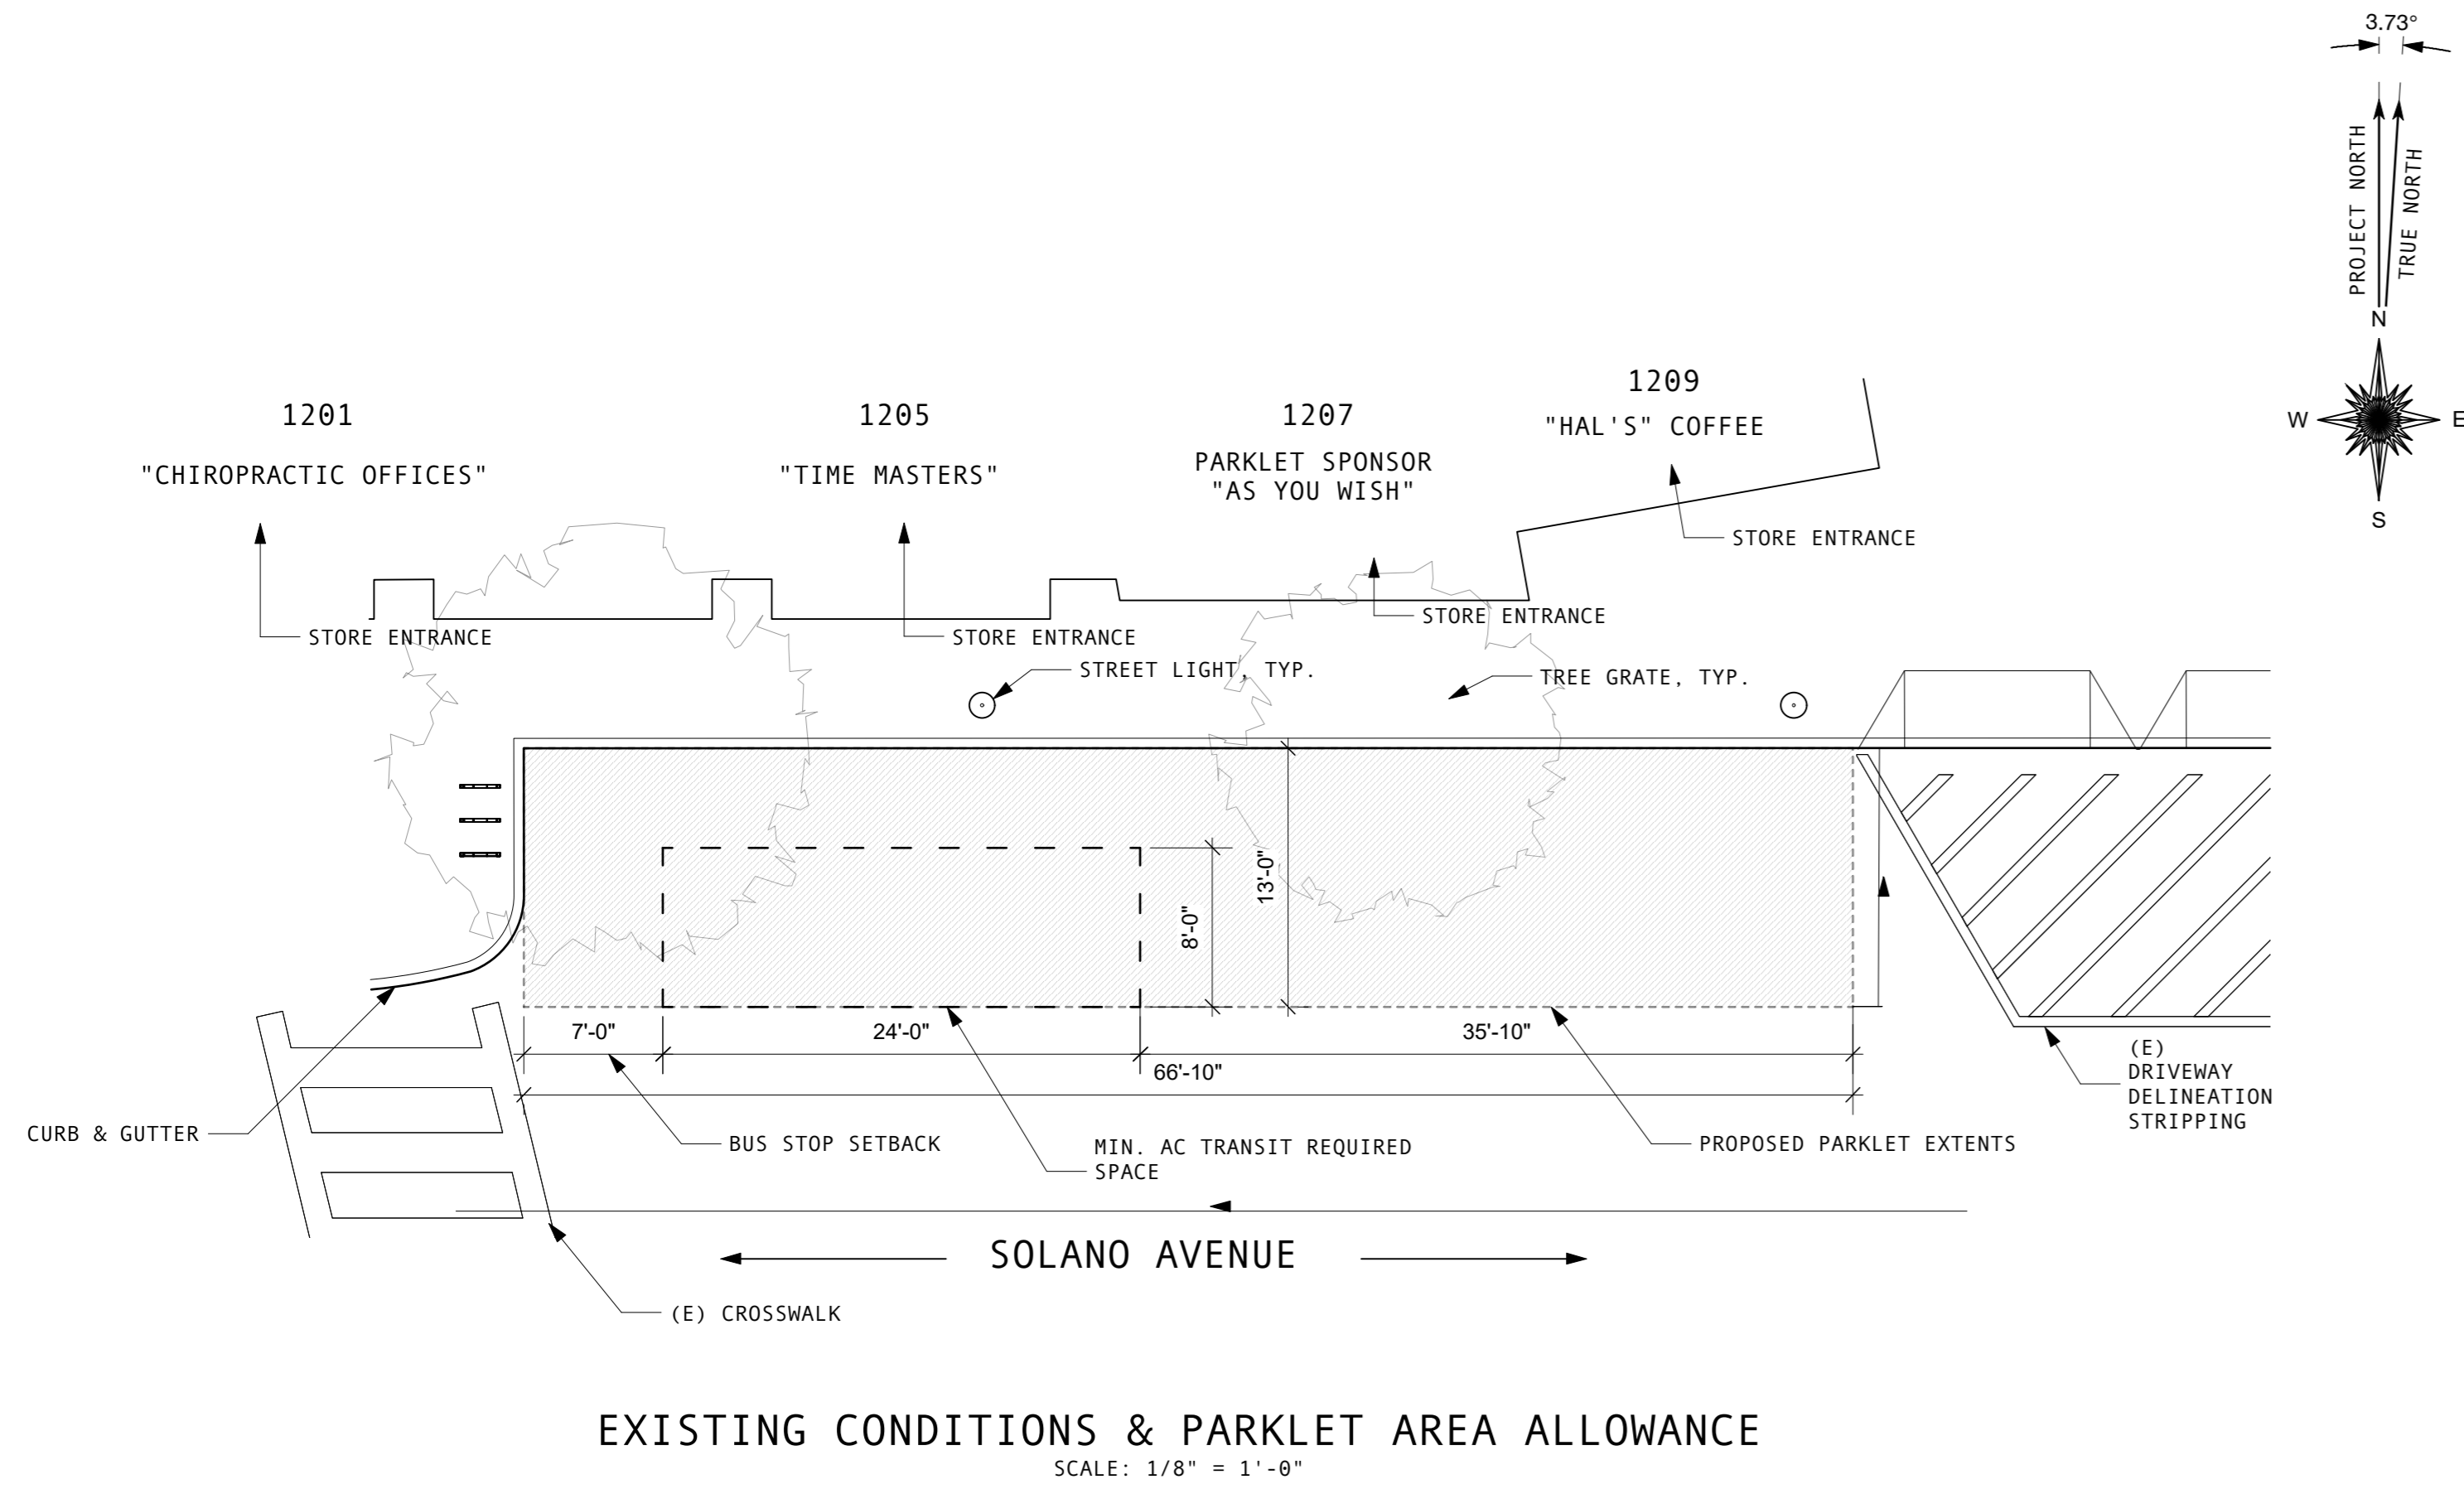 3.73°
PROJECT NORTH
TRUE NORTH
N
W
E
S
1201
"CHIROPRACTIC OFFICES"
1205
"TIME MASTERS"
1207
PARKLET SPONSOR
"AS YOU WISH"
1209
"HAL'S" COFFEE
STORE ENTRANCE
STORE ENTRANCE
STORE ENTRANCE
STORE ENTRANCE
STREET LIGHT, TYP.
TREE GRATE, TYP.
13'-0"
8'-0"
7'-0"
24'-0"
35'-10"
66'-10"
CURB & GUTTER
BUS STOP SETBACK
MIN. AC TRANSIT REQUIRED
SPACE
PROPOSED PARKLET EXTENTS
(E)
DRIVEWAY
DELINEATION
STRIPPING
SOLANO AVENUE
(E) CROSSWALK
EXISTING CONDITIONS & PARKLET AREA ALLOWANCE
SCALE: 1/8" = 1'-0"